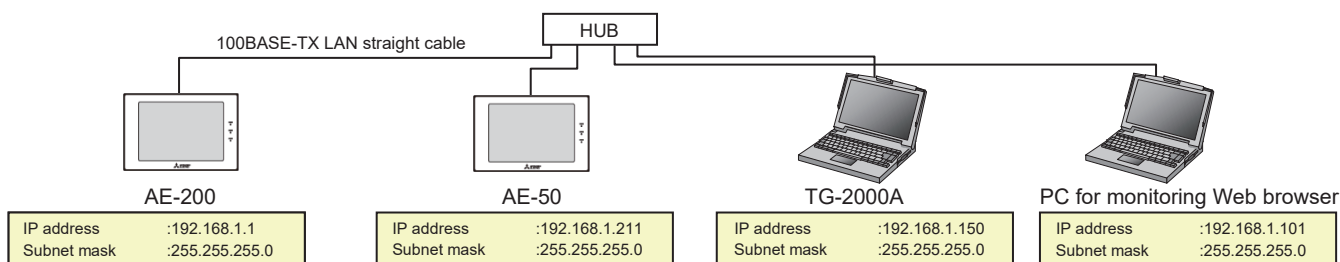 HUB
100BASE-TX LAN straight cable
AE-200
IP address :192.168.1.1
Subnet mask :255.255.255.0
AE-50
IP address :192.168.1.211
Subnet mask :255.255.255.0
TG-2000A
IP address :192.168.1.150
Subnet mask :255.255.255.0
PC for monitoring Web browser
IP address :192.168.1.101
Subnet mask :255.255.255.0